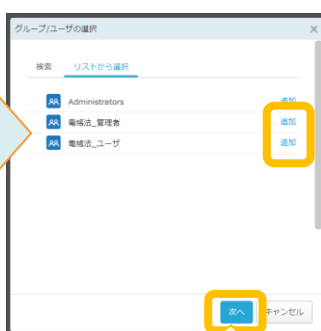 グループ/ユーザの選択
検索 リストから選択
Administrators 追加
電帳法_管理者 追加
電帳法_ユーザ 追加
次へ キャンセル